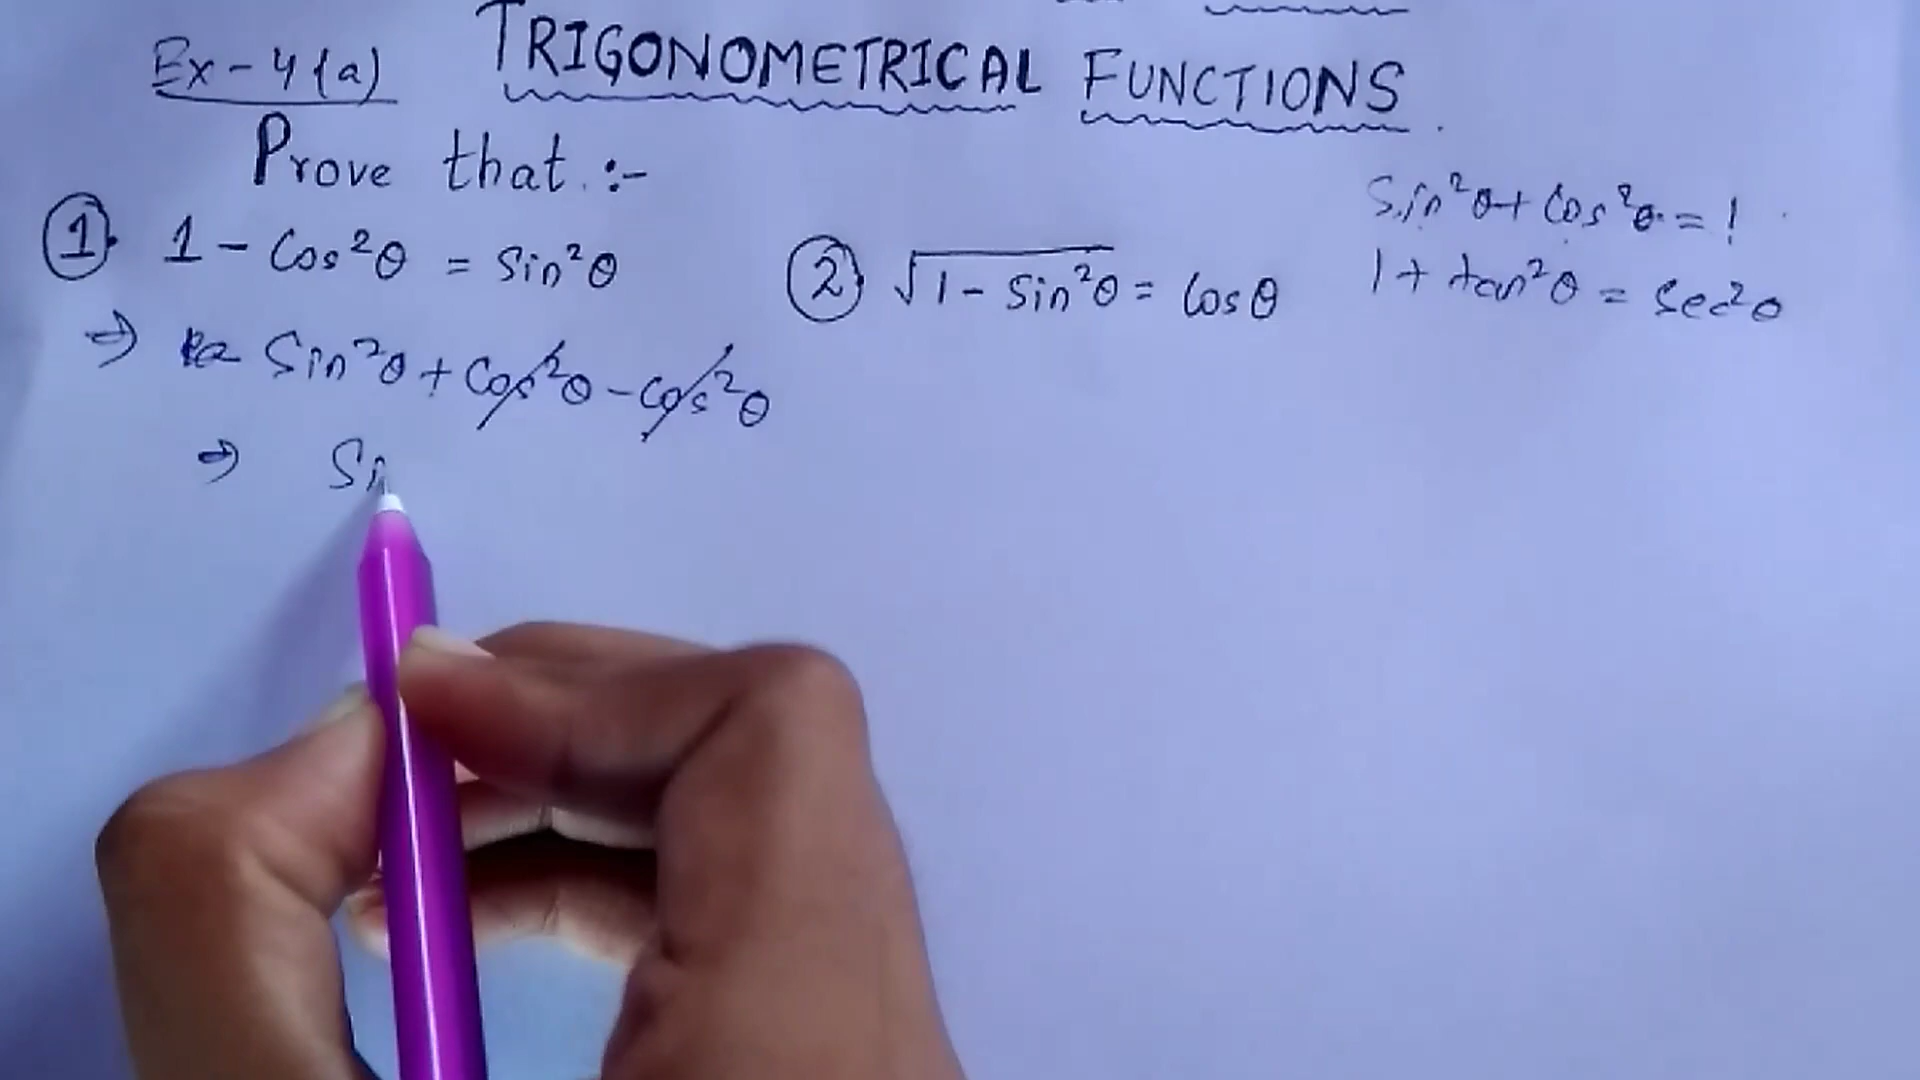 Ex-4(a) TRIGONOMETRICAL FUNCTIONS.
Prove that :-
① 1 - Cos²θ = Sin²θ
② √1 - Sin²θ = Cosθ
Sin²θ + Cos²θ = 1
1 + tan²θ = Sec²θ
⇒ Sin²θ + Cos²θ - Cos²θ
⇒ Si